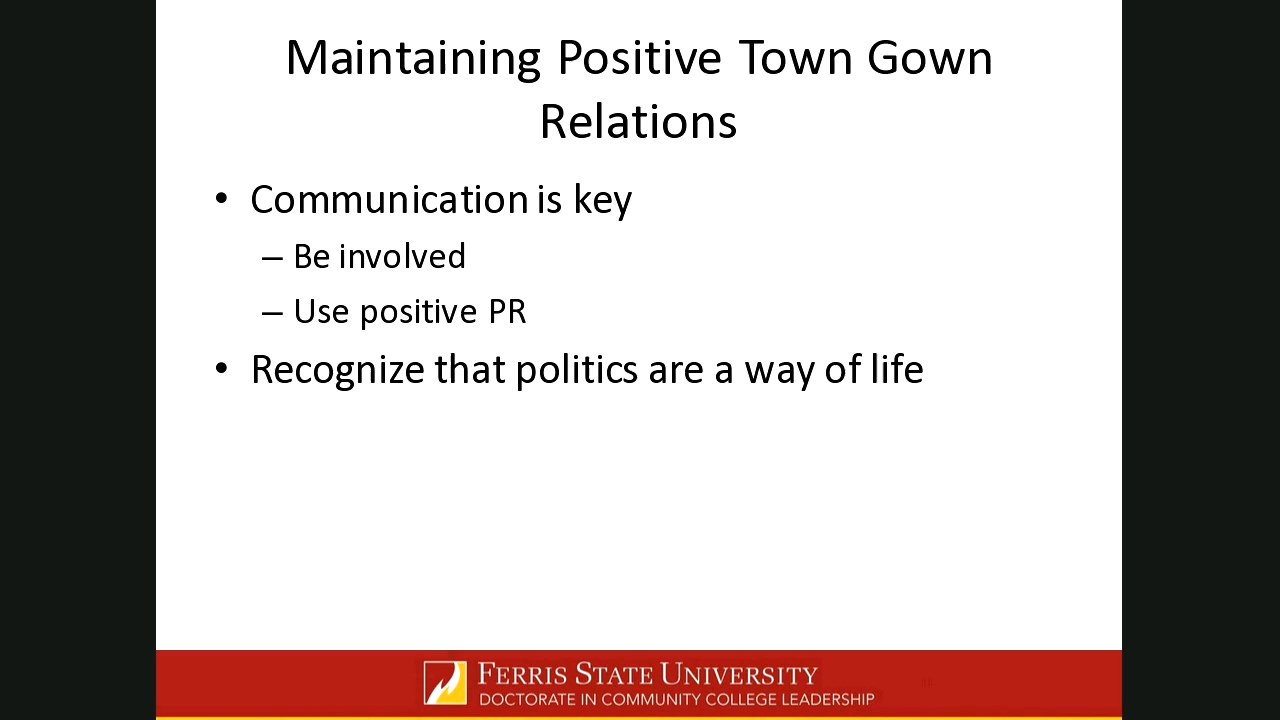 Maintaining Positive Town Gown
Relations
• Communication is key
– Be involved
– Use positive PR
• Recognize that politics are a way of life
FERRIS STATE UNIVERSITY
DOCTORATE IN COMMUNITY COLLEGE LEADERSHIP